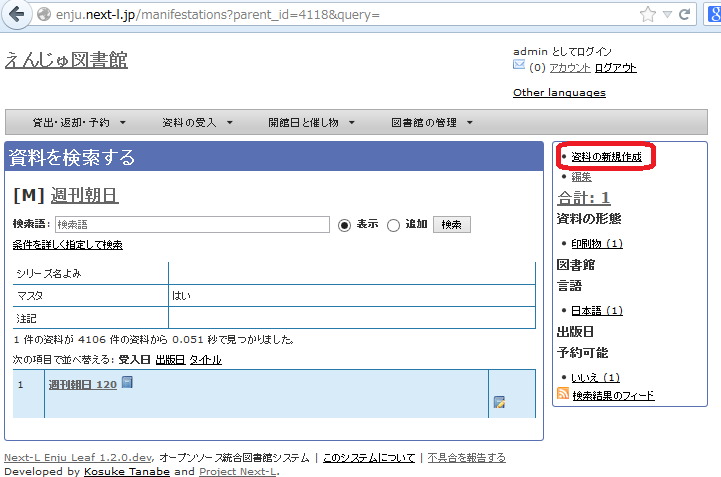 enju.next-l.jp/manifestations?parent_id=4118&query=
えんじゅ図書館
admin としてログイン
(0) アカウント ログアウト
Other languages
貸出・返却・予約 ▼ 資料の受入 ▼ 開館日と催し物 ▼ 図書館の管理 ▼
資料を検索する
[M] 週刊朝日
検索語: 検索語 表示 追加 検索
条件を詳しく指定して検索
シリーズ名よみ
マスタ はい
注記
1 件の資料が 4106 件の資料から 0.051 秒で見つかりました。
次の項目で並べ替える: 受入日 出版日 タイトル
1 週刊朝日 120
• 資料の新規作成
• 編集
合計: 1
資料の形態
• 印刷物 (1)
図書館
言語
• 日本語 (1)
出版日
予約可能
• いいえ (1)
検索結果のフィード
Next-L Enju Leaf 1.2.0.dev, オープンソース統合図書館システム | このシステムについて | 不具合を報告する
Developed by Kosuke Tanabe and Project Next-L.